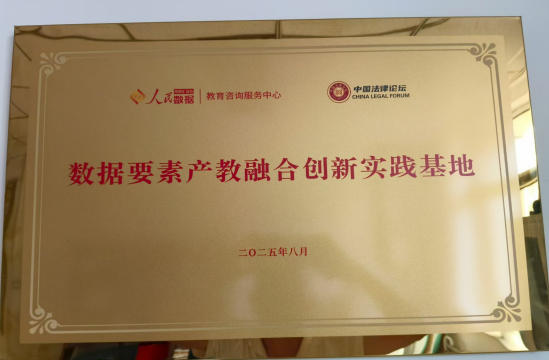 人民数据 教育咨询服务中心 中国法律论坛
CHINA LEGAL FORUM
数据要素产教融合创新实践基地
二〇二五年八月